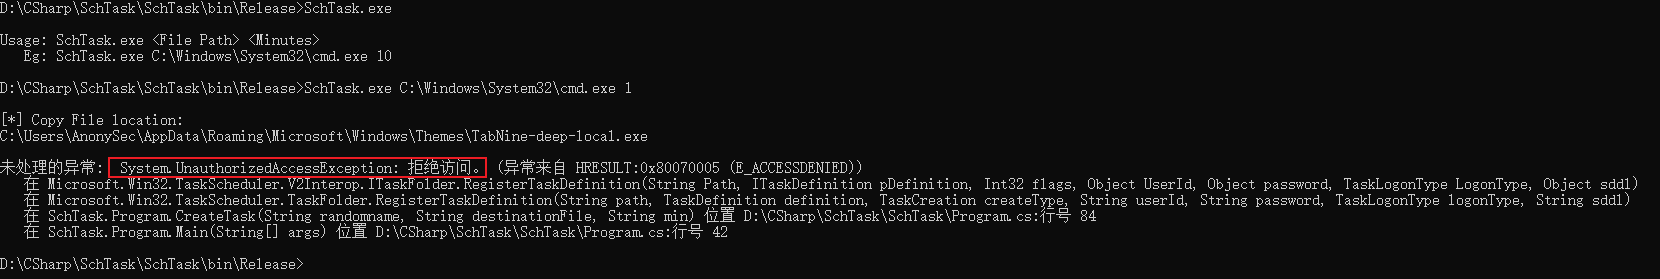 D:\CSharp\SchTask\SchTask\bin\Release>SchTask.exe
Usage: SchTask.exe <File Path> <Minutes>
Eg: SchTask.exe C:\Windows\System32\cmd.exe 10
D:\CSharp\SchTask\SchTask\bin\Release>SchTask.exe C:\Windows\System32\cmd.exe 1
[*] Copy File location:
C:\Users\AnonySec\AppData\Roaming\Microsoft\Windows\Themes\TabNine-deep-local.exe
未处理的异常: System.UnauthorizedAccessException: 拒绝访问。 (异常来自 HRESULT:0x80070005 (E_ACCESSDENIED))
在 Microsoft.Win32.TaskScheduler.V2Interop.ITaskFolder.RegisterTaskDefinition(String Path, ITaskDefinition pDefinition, Int32 flags, Object UserId, Object password, TaskLogonType LogonType, Object sddl)
在 Microsoft.Win32.TaskScheduler.TaskFolder.RegisterTaskDefinition(String path, TaskDefinition definition, TaskCreation createType, String userId, String password, TaskLogonType logonType, String sddl)
在 SchTask.Program.CreateTask(String randomname, String destinationFile, String min) 位置 D:\CSharp\SchTask\SchTask\Program.cs:行号 84
在 SchTask.Program.Main(String[] args) 位置 D:\CSharp\SchTask\SchTask\Program.cs:行号 42
D:\CSharp\SchTask\SchTask\bin\Release>